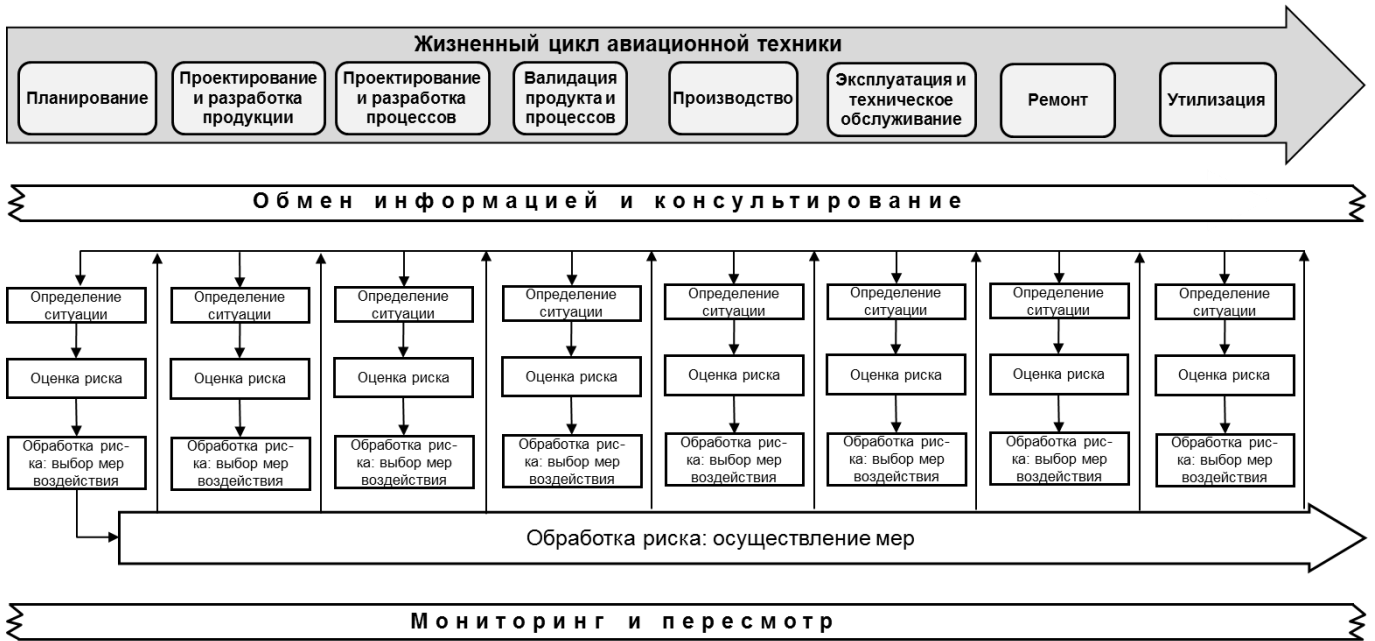 Жизненный цикл авиационной техники
Планирование
Проектирование
и разработка
продукции
Проектирование
и разработка
процессов
Валидация
продукта и
процессов
Производство
Эксплуатация и
техническое
обслуживание
Ремонт
Утилизация
Обмен информацией и консультирование
Определение
ситуации
Определение
ситуации
Определение
ситуации
Определение
ситуации
Определение
ситуации
Определение
ситуации
Определение
ситуации
Определение
ситуации
Оценка риска
Оценка риска
Оценка риска
Оценка риска
Оценка риска
Оценка риска
Оценка риска
Оценка риска
Обработка рис-
ка: выбор мер
воздействия
Обработка рис-
ка: выбор мер
воздействия
Обработка рис-
ка: выбор мер
воздействия
Обработка рис-
ка: выбор мер
воздействия
Обработка рис-
ка: выбор мер
воздействия
Обработка рис-
ка: выбор мер
воздействия
Обработка рис-
ка: выбор мер
воздействия
Обработка рис-
ка: выбор мер
воздействия
Обработка риска: осуществление мер
Мониторинг и пересмотр